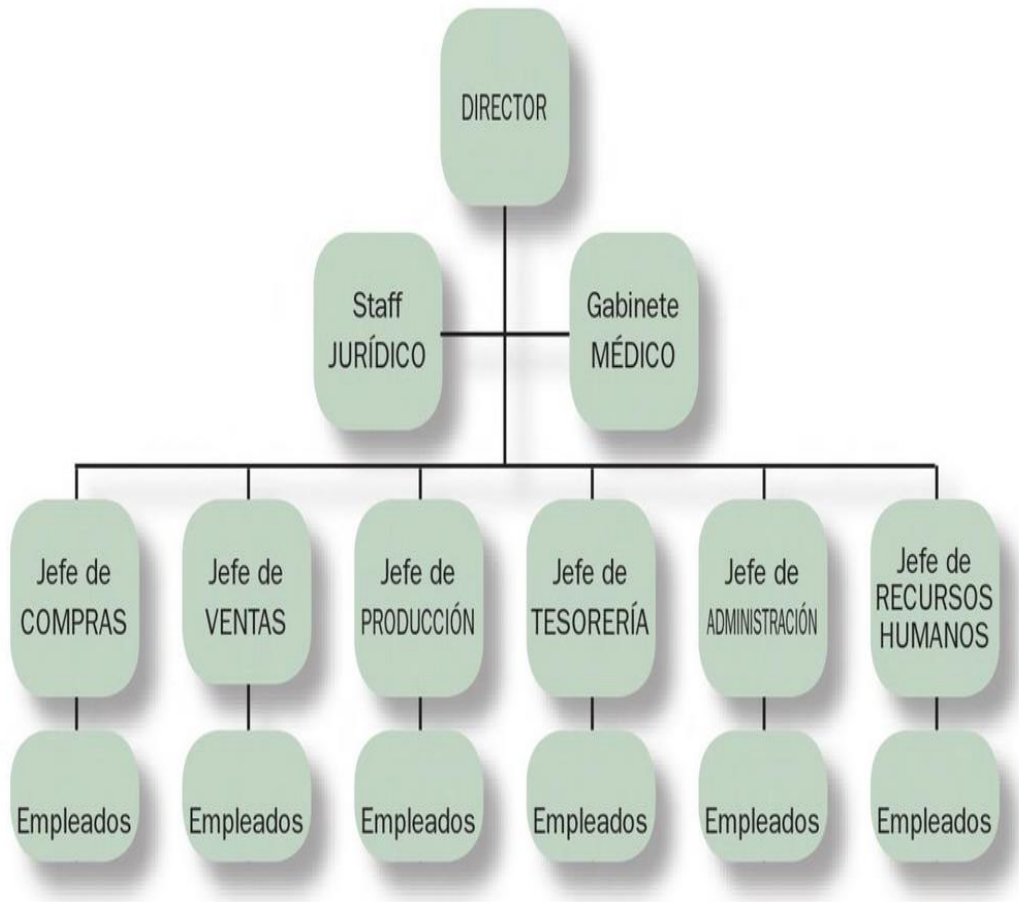 DIRECTOR
Staff
JURÍDICO
Gabinete
MÉDICO
Jefe de
COMPRAS
Jefe de
VENTAS
Jefe de
PRODUCCIÓN
Jefe de
TESORERÍA
Jefe de
ADMINISTRACIÓN
Jefe de
RECURSOS
HUMANOS
Empleados
Empleados
Empleados
Empleados
Empleados
Empleados